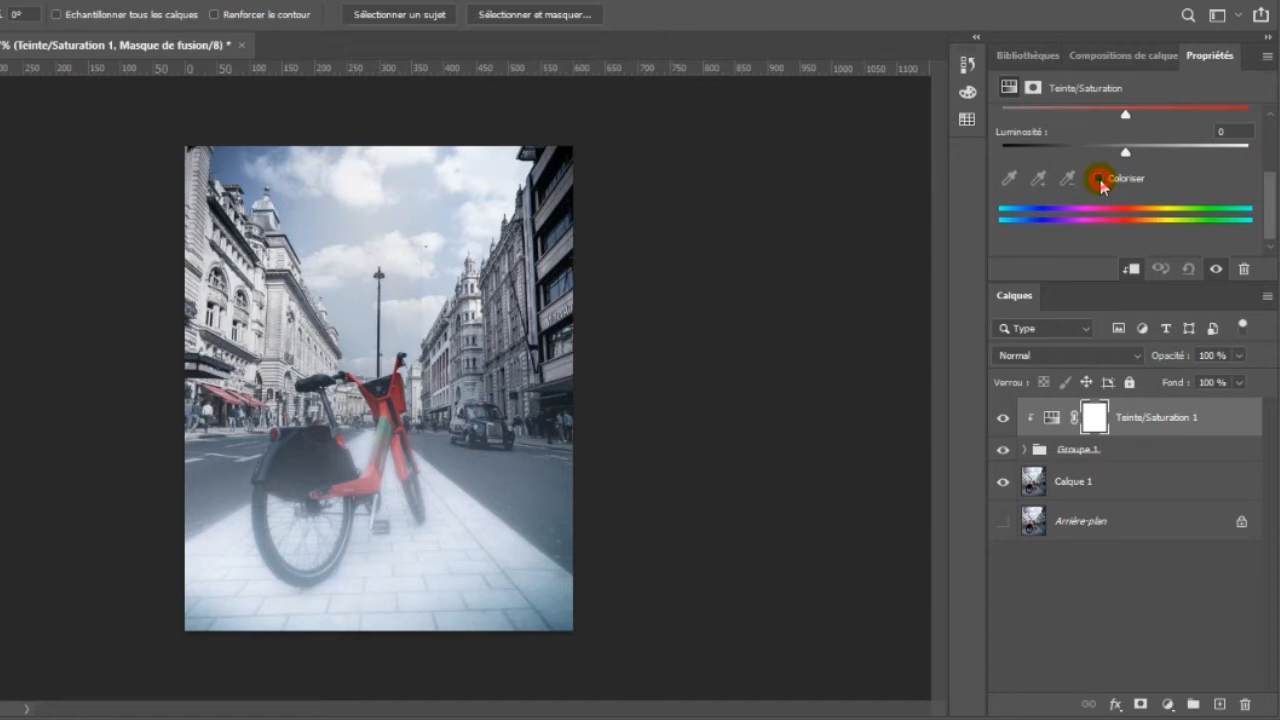 0°
Echantillonner tous les calques
Renforcer le contour
Sélectionner un sujet
Sélectionner et masquer...
% (Teinte/Saturation 1, Masque de fusion/8) *
250 200 150 100 50 0 50 100 150 200 250 300 350 400 450 500 550 600 650 700 750 800 850 900 950 1000 1050 1100
Bibliothèques
Compositions de calque
Propriétés
Teinte/Saturation
Luminosité :
0
Coloriser
Calques
Type
Normal
Opacité : 100 %
Verrou :
Fond : 100 %
Teinte/Saturation 1
Groupe 1
Calque 1
Arrière-plan
fx